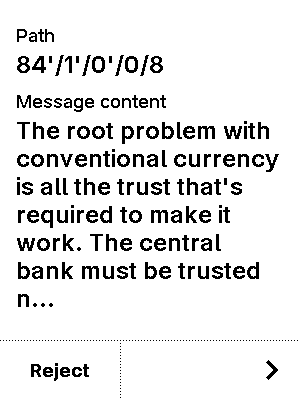 Path
84'/1'/0'/0/8
Message content
The root problem with
conventional currency
is all the trust that's
required to make it
work. The central
bank must be trusted
n...
Reject